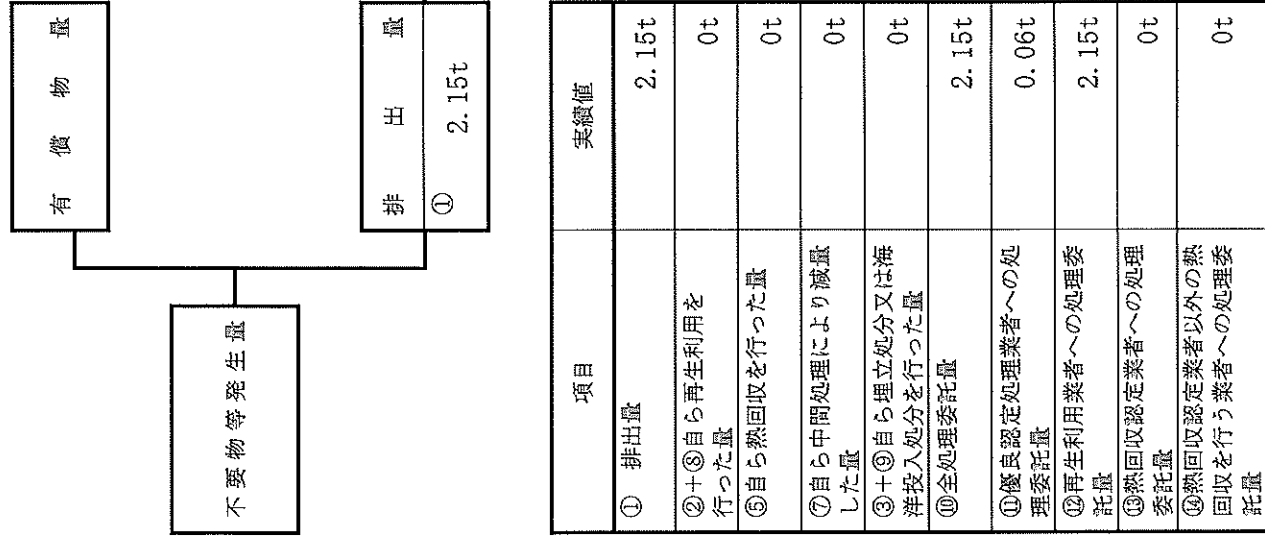 有償物量
不要物等発生量
排出量
① 2.15t
項目 実績値
① 排出量 2.15t
②＋⑧自ら再生利用を
行った量 0t
⑤自ら熱回収を行った量 0t
⑦自ら中間処理により減量
した量 0t
③＋⑨自ら埋立処分又は海
洋投入処分を行った量 0t
⑩全処理委託量 2.15t
⑪優良認定処理業者への処
理委託量 0.06t
⑫再生利用業者への処理委
託量 2.15t
⑬熱回収認定業者への処理
委託量 0t
⑭熱回収認定業者以外の熱
回収を行う業者への処理委
託量 0t